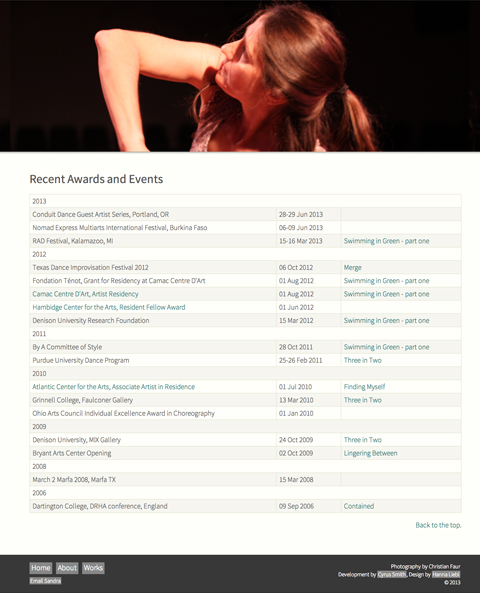 Recent Awards and Events
2013
Conduit Dance Guest Artist Series, Portland, OR 28-29 Jun 2013
Nomad Express Multiarts International Festival, Burkina Faso 06-09 Jun 2013
RAD Festival, Kalamazoo, MI 15-16 Mar 2013 Swimming in Green - part one
2012
Texas Dance Improvisation Festival 2012 06 Oct 2012 Merge
Fondation Ténot, Grant for Residency at Camac Centre D'Art 01 Aug 2012 Swimming in Green - part one
Camac Centre D'Art, Artist Residency 01 Aug 2012 Swimming in Green - part one
Hambidge Center for the Arts, Resident Fellow Award 01 Jun 2012
Denison University Research Foundation 15 Mar 2012 Swimming in Green - part one
2011
By A Committee of Style 28 Oct 2011 Swimming in Green - part one
Purdue University Dance Program 25-26 Feb 2011 Three in Two
2010
Atlantic Center for the Arts, Associate Artist in Residence 01 Jul 2010 Finding Myself
Grinnell College, Faulconer Gallery 13 Mar 2010 Three in Two
Ohio Arts Council Individual Excellence Award in Choreography 01 Jan 2010
2009
Denison University, MIX Gallery 24 Oct 2009 Three in Two
Bryant Arts Center Opening 02 Oct 2009 Lingering Between
2008
March 2 Marfa 2008, Marfa TX 15 Mar 2008
2006
Dartington College, DRHA conference, England 09 Sep 2006 Contained
Back to the top.
Home About Works
Email Sandra
Photography by Christian Faur
Development by Cyrus Smith, Design by Hanna Liebl
© 2013